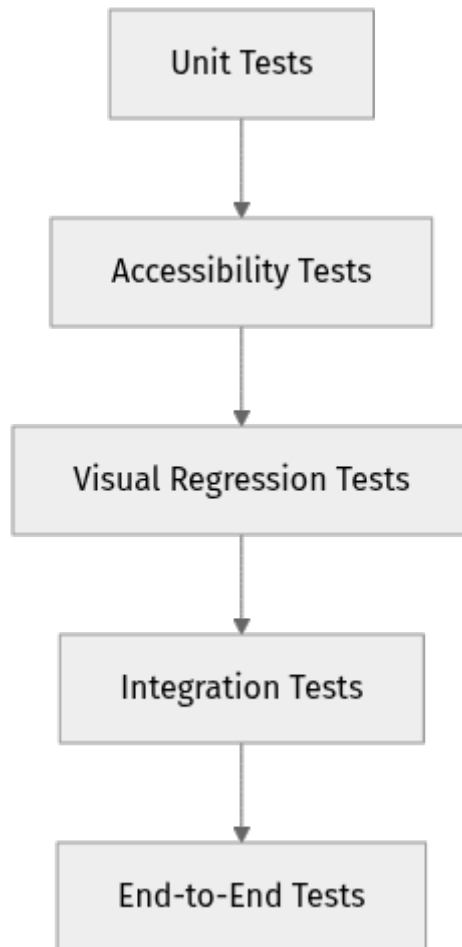 Unit Tests
Accessibility Tests
Visual Regression Tests
Integration Tests
End-to-End Tests